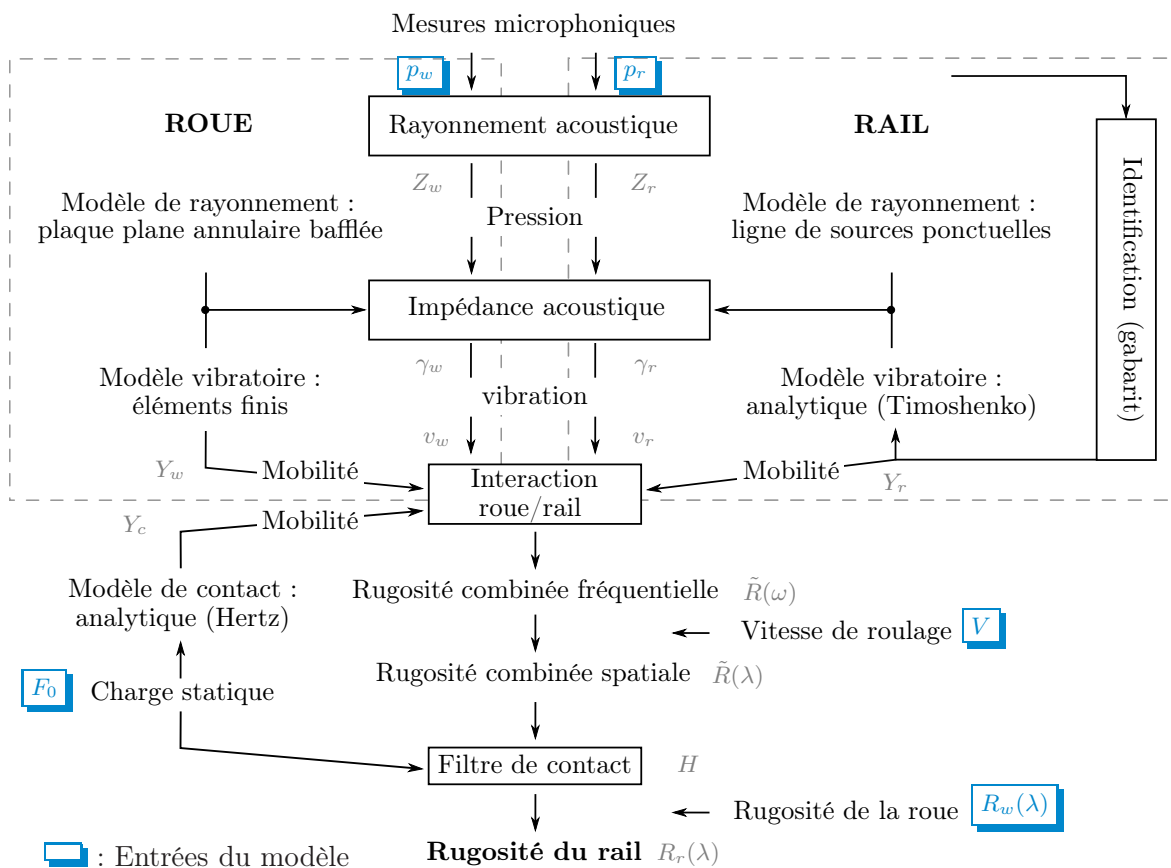 Mesures microphoniques
p_w
p_r
ROUE
Rayonnement acoustique
RAIL
Identification (gabarit)
Z_w
Z_r
Modèle de rayonnement :
plaque plane annulaire bafflée
Pression
Modèle de rayonnement :
ligne de sources ponctuelles
Impédance acoustique
γ_w
γ_r
Modèle vibratoire :
éléments finis
vibration
Modèle vibratoire :
analytique (Timoshenko)
v_w
v_r
Y_w
Mobilité
Interaction
roue/rail
Mobilité
Y_r
Y_c
Mobilité
Modèle de contact :
analytique (Hertz)
Rugosité combinée fréquentielle
R̃(ω)
Vitesse de roulage
V
Rugosité combinée spatiale
R̃(λ)
F_0
Charge statique
Filtre de contact
H
Rugosité de la roue
R_w(λ)
: Entrées du modèle
Rugosité du rail
R_r(λ)